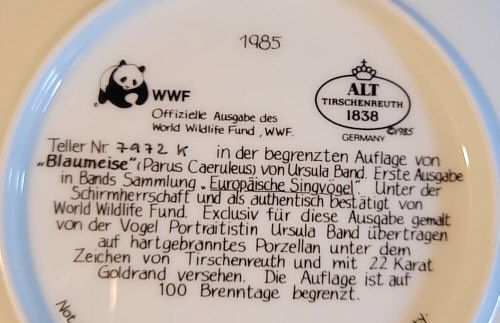 1985
WWF
Offizielle Ausgabe des
World Wildlife Fund, WWF.
ALT
TIRSCHENREUTH
1838
GERMANY ©1985
Teller Nr. 7972 K in der begrenzten Auflage von
„Blaumeise“ (Parus Caeruleus) von Ursula Band. Erste Ausgabe
in Bands Sammlung „Europäische Singvögel“. Unter der
Schirmherrschaft und als authentisch bestätigt von
World Wildlife Fund. Exclusiv für diese Ausgabe gemalt
von der Vogel Portraitistin Ursula Band übertragen
auf hartgebranntes Porzellan unter dem
Zeichen von Tirschenreuth und mit 22 Karat
Goldrand versehen. Die Auflage ist auf
100 Brenntage begrenzt.